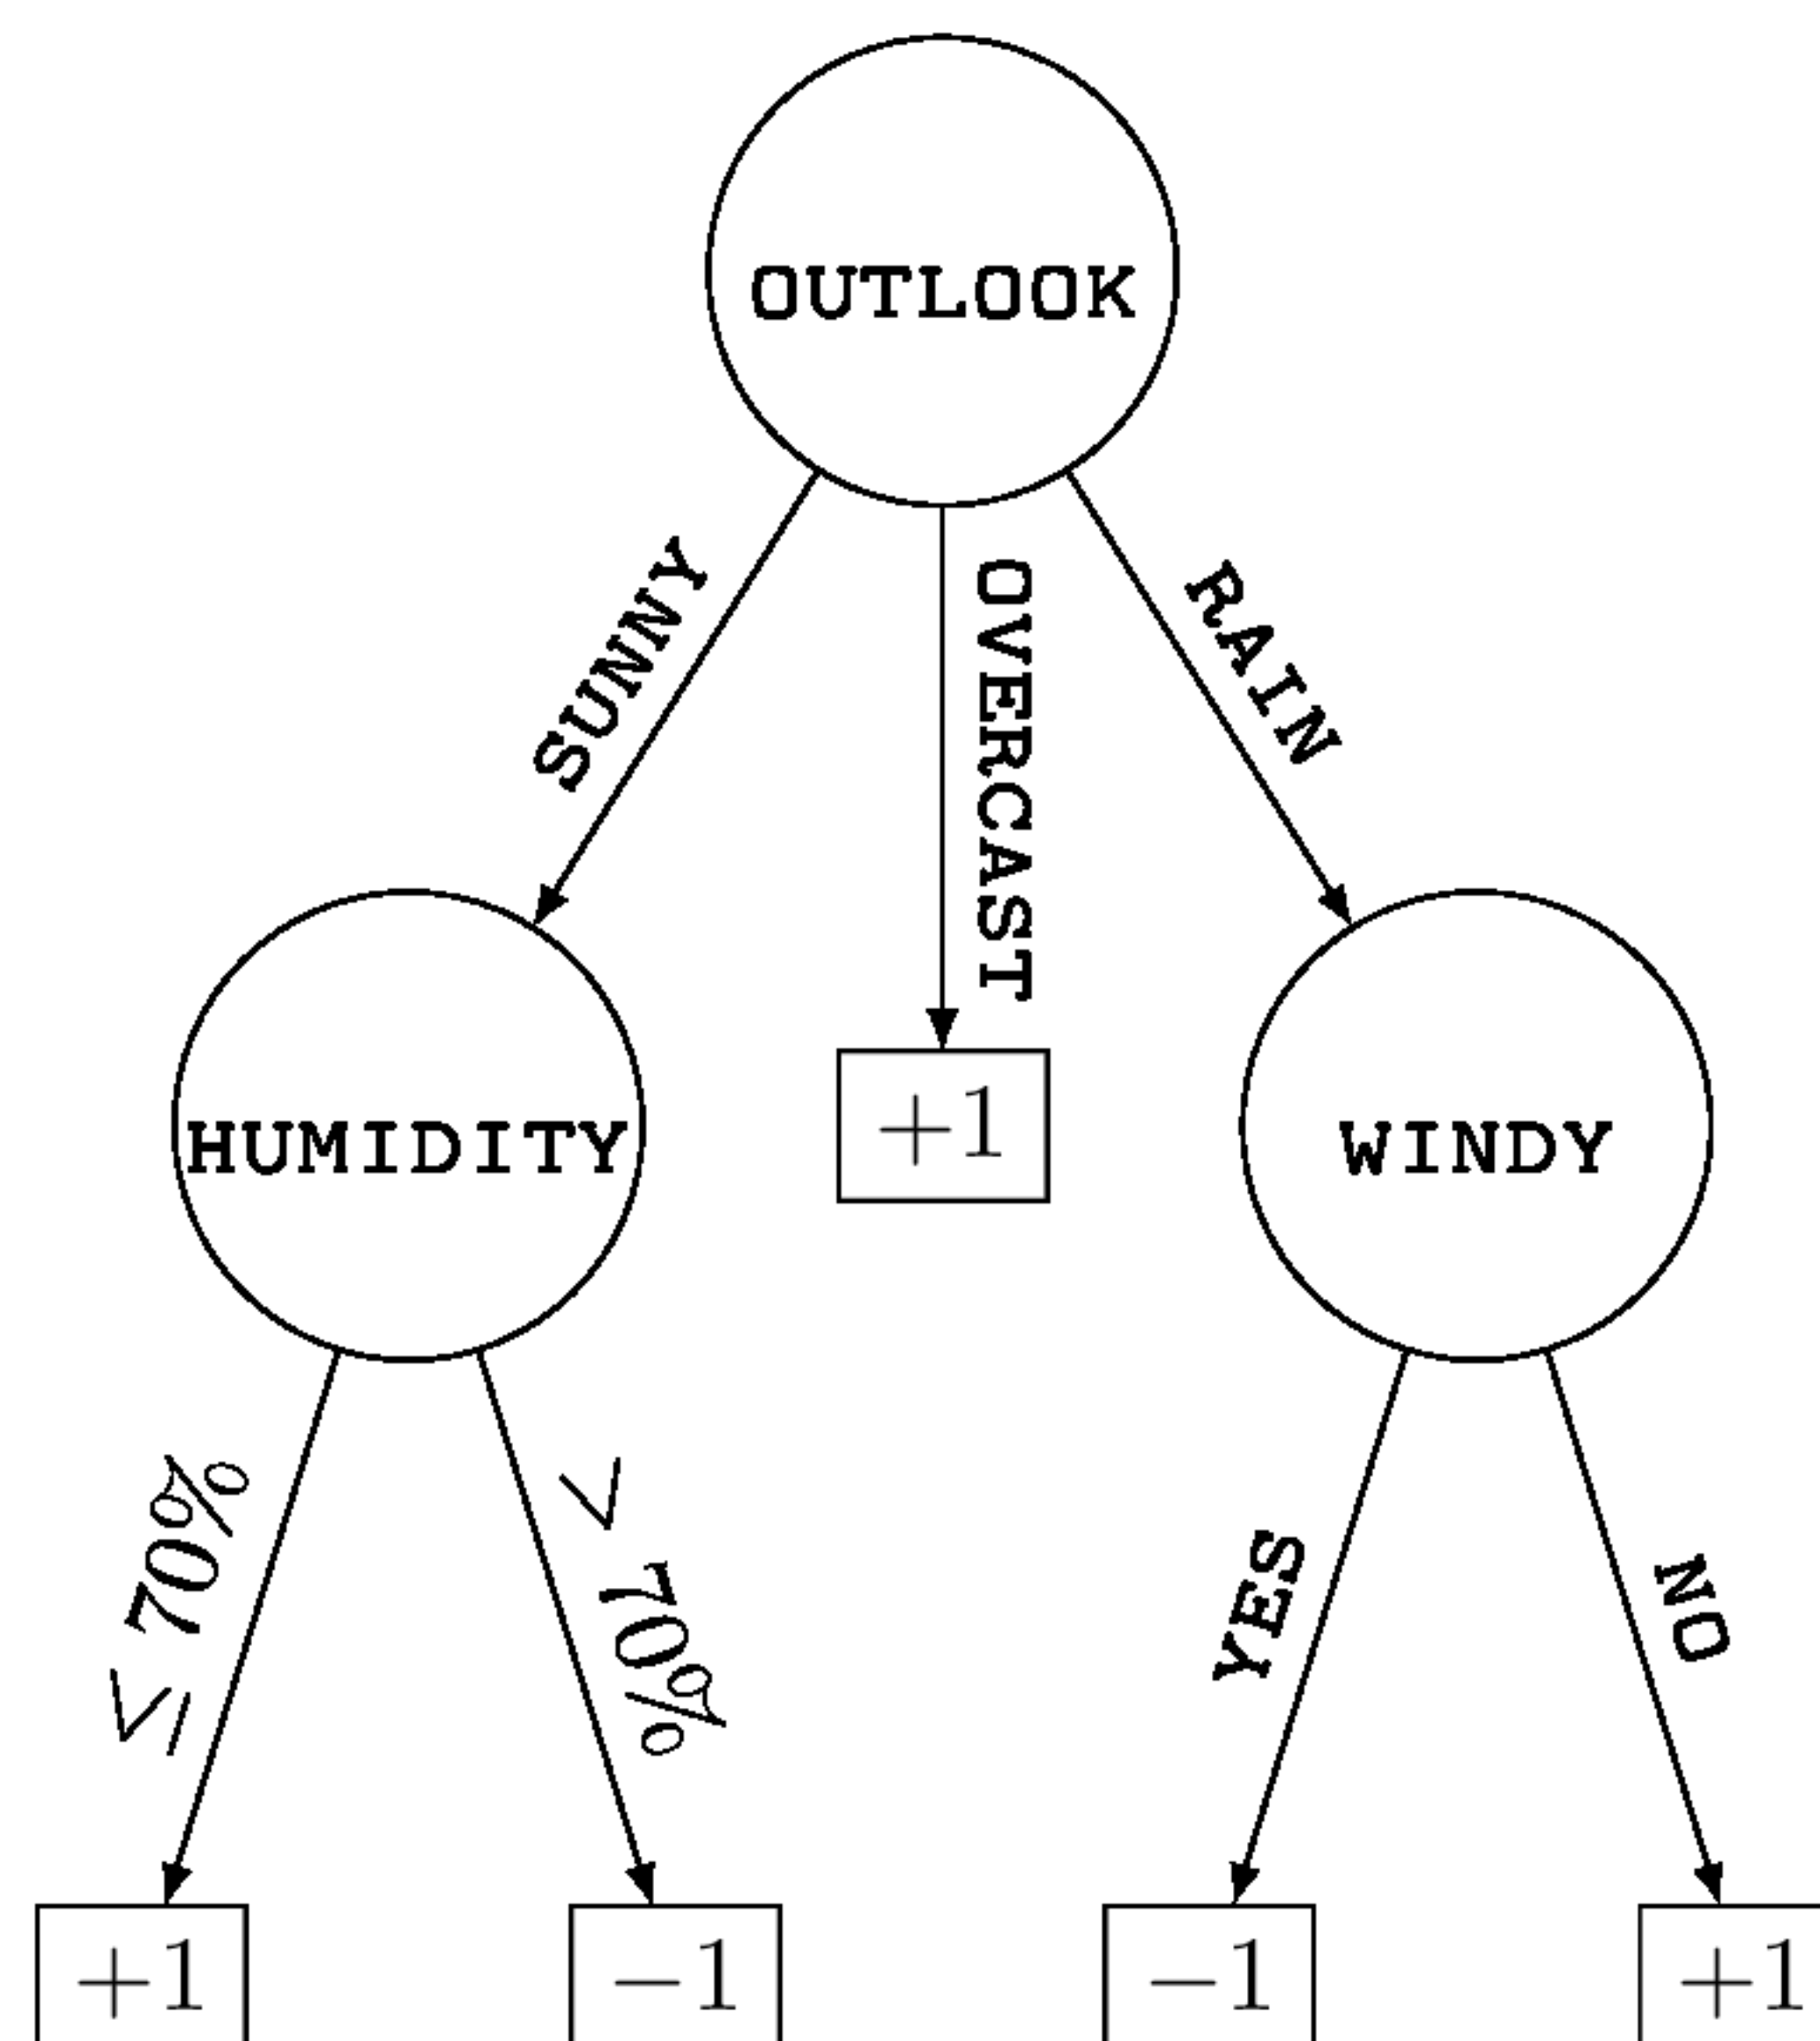 OUTLOOK
SUNNY
OVERCAST
RAIN
HUMIDITY
+1
WINDY
≤ 70%
> 70%
YES
NO
+1
−1
−1
+1